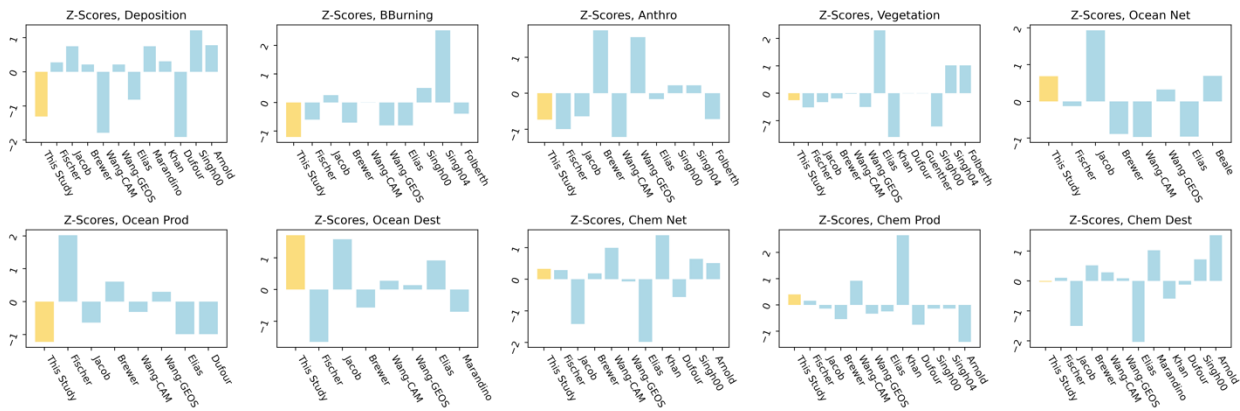 Z-Scores, Deposition
1
0
−1
−2
This Study
Fischer
Jacob
Brewer
Wang-CAM
Wang-GEOS
Elias
Marandino
Khan
Dufour
Singh00
Arnold
Z-Scores, BBurning
2
1
0
−1
This Study
Fischer
Jacob
Brewer
Wang-CAM
Wang-GEOS
Elias
Singh00
Singh04
Folberth
Z-Scores, Anthro
1
0
−1
This Study
Fischer
Jacob
Brewer
Wang-CAM
Wang-GEOS
Elias
Singh00
Singh04
Folberth
Z-Scores, Vegetation
2
1
0
−1
This Study
Fischer
Jacob
Brewer
Wang-CAM
Wang-GEOS
Elias
Khan
Dufour
Guenther
Singh00
Singh04
Folberth
Z-Scores, Ocean Net
2
1
0
−1
This Study
Fischer
Jacob
Brewer
Wang-CAM
Wang-GEOS
Elias
Beale
Z-Scores, Ocean Prod
2
1
0
−1
This Study
Fischer
Jacob
Brewer
Wang-CAM
Wang-GEOS
Elias
Dufour
Z-Scores, Ocean Dest
1
0
−1
This Study
Fischer
Jacob
Brewer
Wang-CAM
Wang-GEOS
Elias
Marandino
Z-Scores, Chem Net
1
0
−1
−2
This Study
Fischer
Jacob
Brewer
Wang-CAM
Wang-GEOS
Elias
Khan
Dufour
Singh00
Arnold
Z-Scores, Chem Prod
2
1
0
−1
This Study
Fischer
Jacob
Brewer
Wang-CAM
Wang-GEOS
Elias
Khan
Dufour
Singh00
Singh04
Arnold
Z-Scores, Chem Dest
1
0
−1
−2
This Study
Fischer
Jacob
Brewer
Wang-CAM
Wang-GEOS
Elias
Marandino
Khan
Dufour
Singh00
Arnold